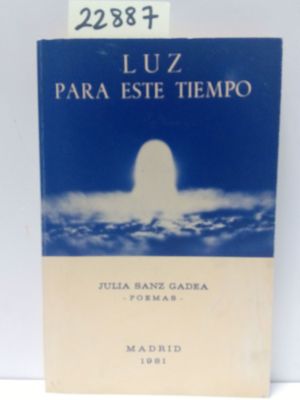 22887
LUZ
PARA ESTE TIEMPO
JULIA SANZ GADEA
- POEMAS -
MADRID
1981